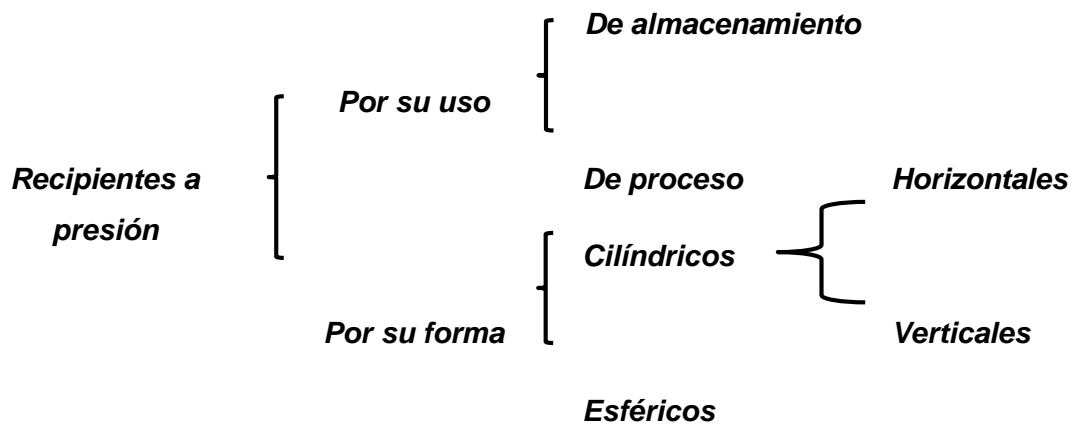 De almacenamiento
Por su uso
Recipientes a
presión
De proceso
Horizontales
Cilíndricos
Por su forma
Verticales
Esféricos